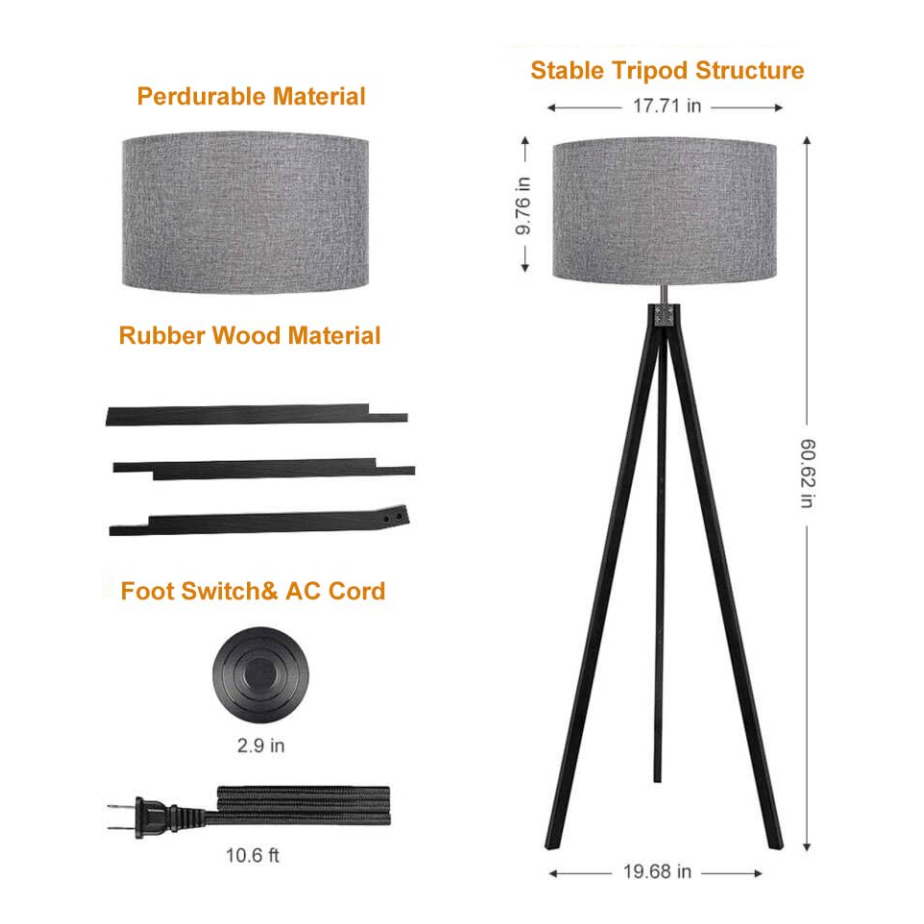 Perdurable Material
Rubber Wood Material
Foot Switch& AC Cord
2.9 in
10.6 ft
Stable Tripod Structure
17.71 in
9.76 in
60.62 in
19.68 in